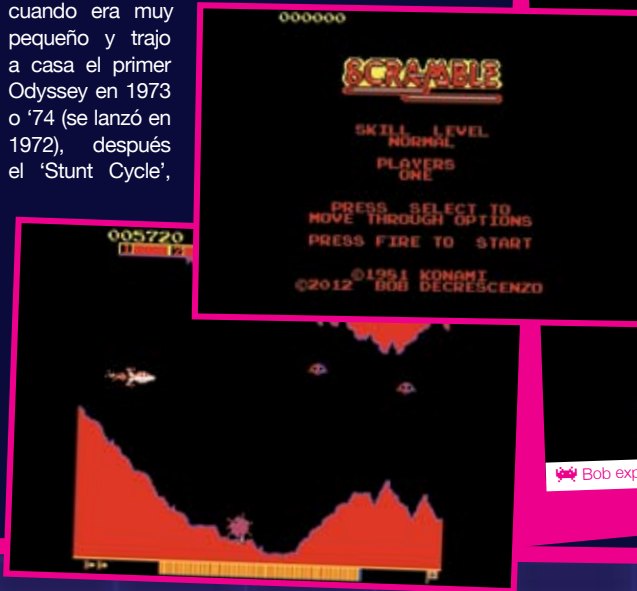 cuando era muy
pequeño y trajo
a casa el primer
Odyssey en 1973
o ‘74 (se lanzó en
1972), después
el ‘Stunt Cycle’,
000000
SCRAMBLE
SKILL LEVEL
NORMAL
PLAYERS
ONE
PRESS SELECT TO
MOVE THROUGH OPTIONS
PRESS FIRE TO START
©1981 KONAMI
©2012 BOB DECRESCENZO
005720
Bob exp